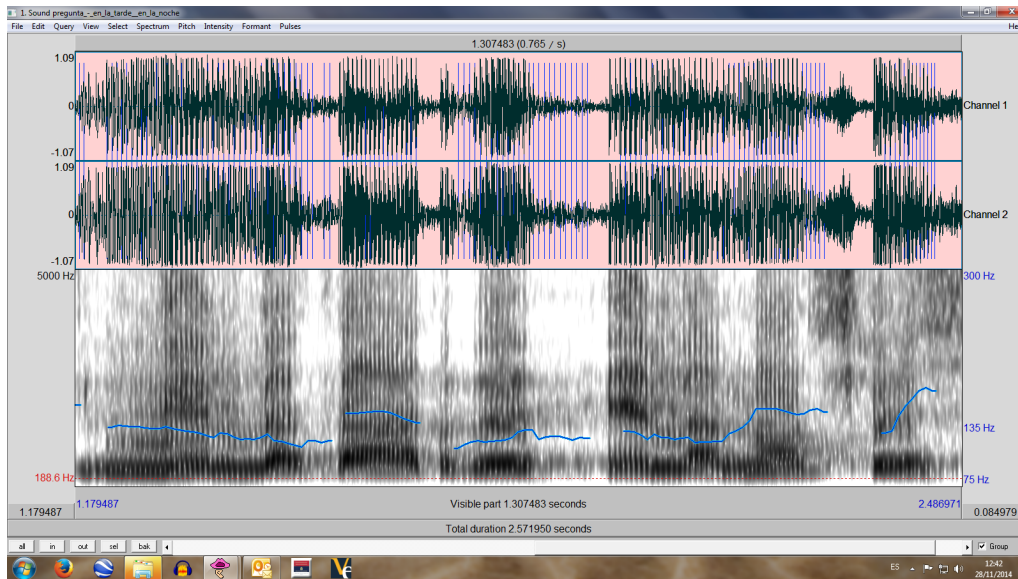 1. Sound pregunta_-_en_la_tarde__en_la_noche
File Edit Query View Select Spectrum Pitch Intensity Formant Pulses He
1.307483 (0.765 / s)
1.09
0
-1.07
Channel 1
1.09
0
-1.07
Channel 2
5000 Hz
300 Hz
135 Hz
188.6 Hz
75 Hz
1.179487
1.179487
Visible part 1.307483 seconds
2.486971
0.084979
Total duration 2.571950 seconds
all in out sel bak Group
ES
12:42
28/11/2014